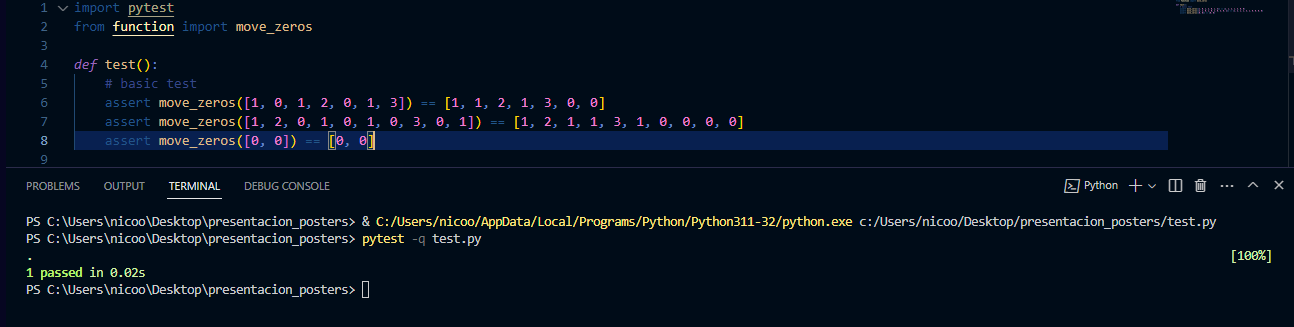 1 import pytest
2 from function import move_zeros
3
4 def test():
5 # basic test
6 assert move_zeros([1, 0, 1, 2, 0, 1, 3]) == [1, 1, 2, 1, 3, 0, 0]
7 assert move_zeros([1, 2, 0, 1, 0, 1, 0, 3, 0, 1]) == [1, 2, 1, 1, 3, 1, 0, 0, 0, 0]
8 assert move_zeros([0, 0]) == [0, 0]
9
PROBLEMS OUTPUT TERMINAL DEBUG CONSOLE Python
PS C:\Users\nicoo\Desktop\presentacion_posters> & C:/Users/nicoo/AppData/Local/Programs/Python/Python311-32/python.exe c:/Users/nicoo/Desktop/presentacion_posters/test.py
PS C:\Users\nicoo\Desktop\presentacion_posters> pytest -q test.py
. [100%]
1 passed in 0.02s
PS C:\Users\nicoo\Desktop\presentacion_posters>